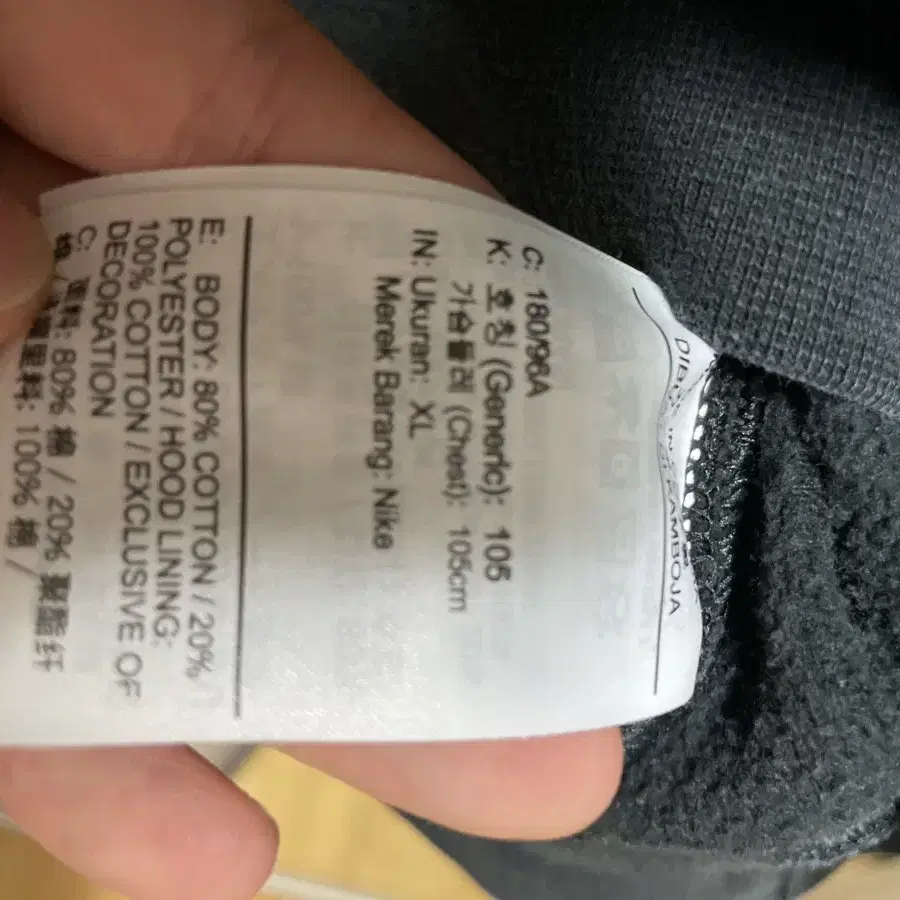 KAMBOJA
C: 180/96A
K: 호칭 (Generic): 105
가슴둘레 (Chest): 105cm
IN: Ukuran: XL
Merek Barang: Nike
E: BODY: 80% COTTON / 20%
POLYESTER / HOOD LINING:
100% COTTON / EXCLUSIVE OF
DECORATION
C: 面料: 80% 棉 / 20% 聚酯纤
里料: 100% 棉 /